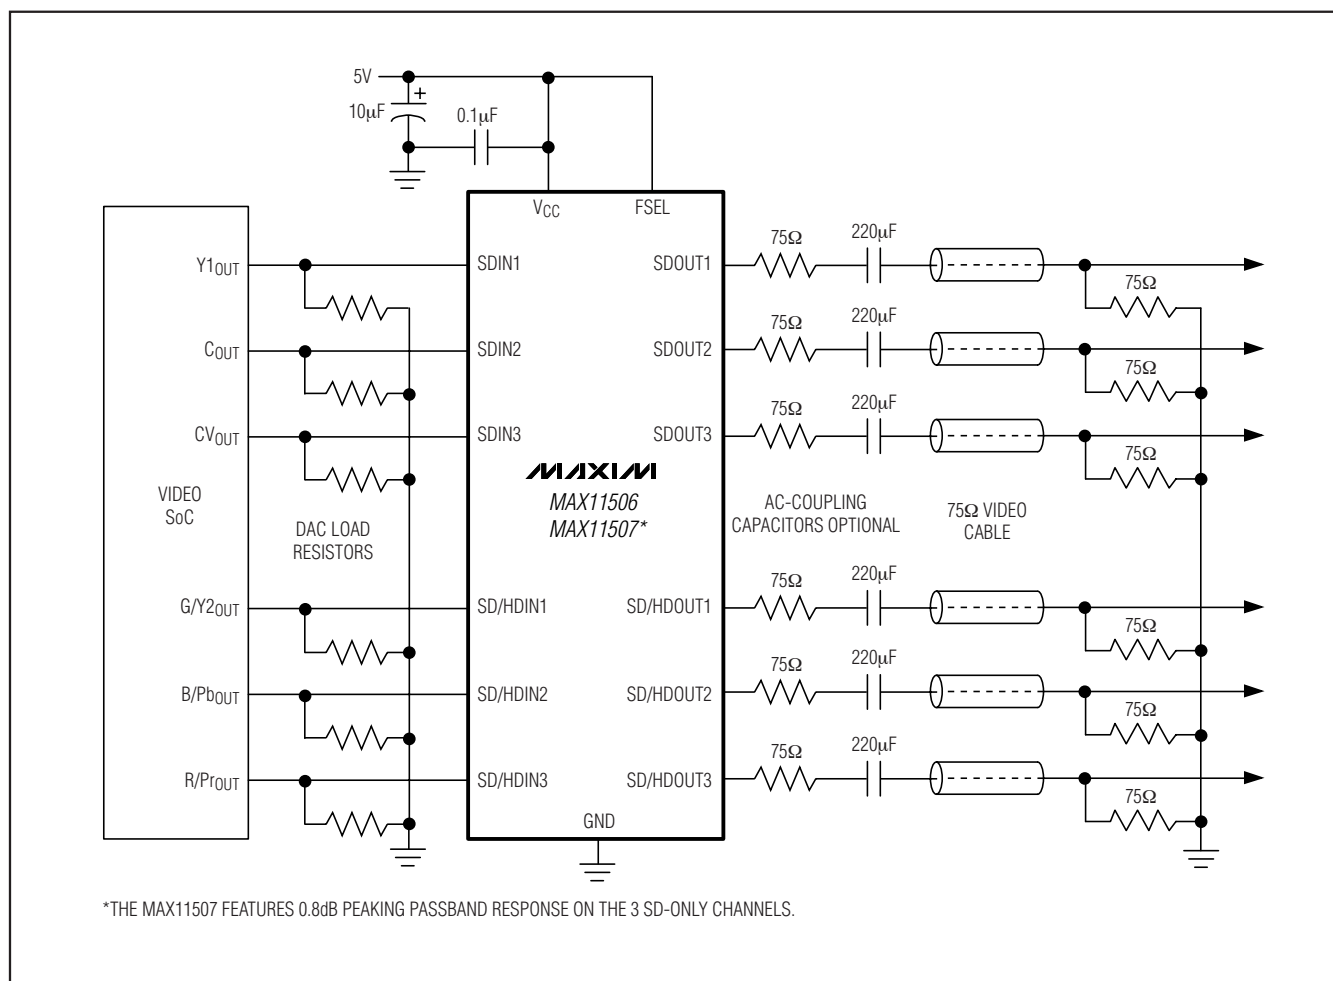 5V
+
10µF
0.1µF
VCC
FSEL
Y1OUT
SDIN1
SDOUT1
75Ω
220µF
75Ω
COUT
SDIN2
SDOUT2
75Ω
220µF
75Ω
CVOUT
SDIN3
SDOUT3
75Ω
220µF
75Ω
VIDEO
SoC
DAC LOAD
RESISTORS
MAXIM
MAX11506
MAX11507*
AC-COUPLING
CAPACITORS OPTIONAL
75Ω VIDEO
CABLE
G/Y2OUT
SD/HDIN1
SD/HDOUT1
75Ω
220µF
75Ω
B/PbOUT
SD/HDIN2
SD/HDOUT2
75Ω
220µF
75Ω
R/PrOUT
SD/HDIN3
SD/HDOUT3
75Ω
220µF
75Ω
GND
*THE MAX11507 FEATURES 0.8dB PEAKING PASSBAND RESPONSE ON THE 3 SD-ONLY CHANNELS.